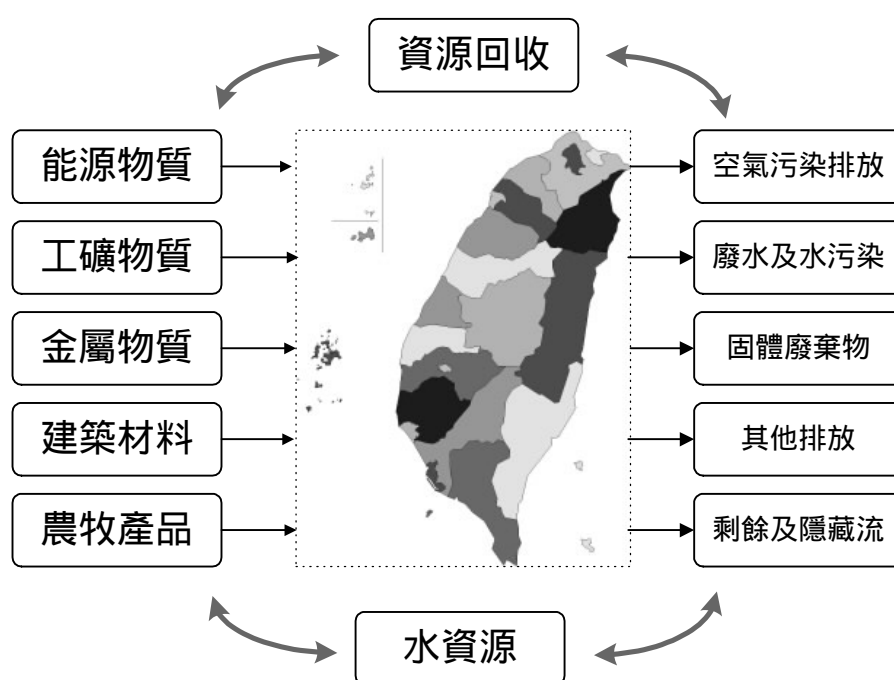 資源回收
能源物質
工礦物質
金屬物質
建築材料
農牧產品
空氣污染排放
廢水及水污染
固體廢棄物
其他排放
剩餘及隱藏流
水資源